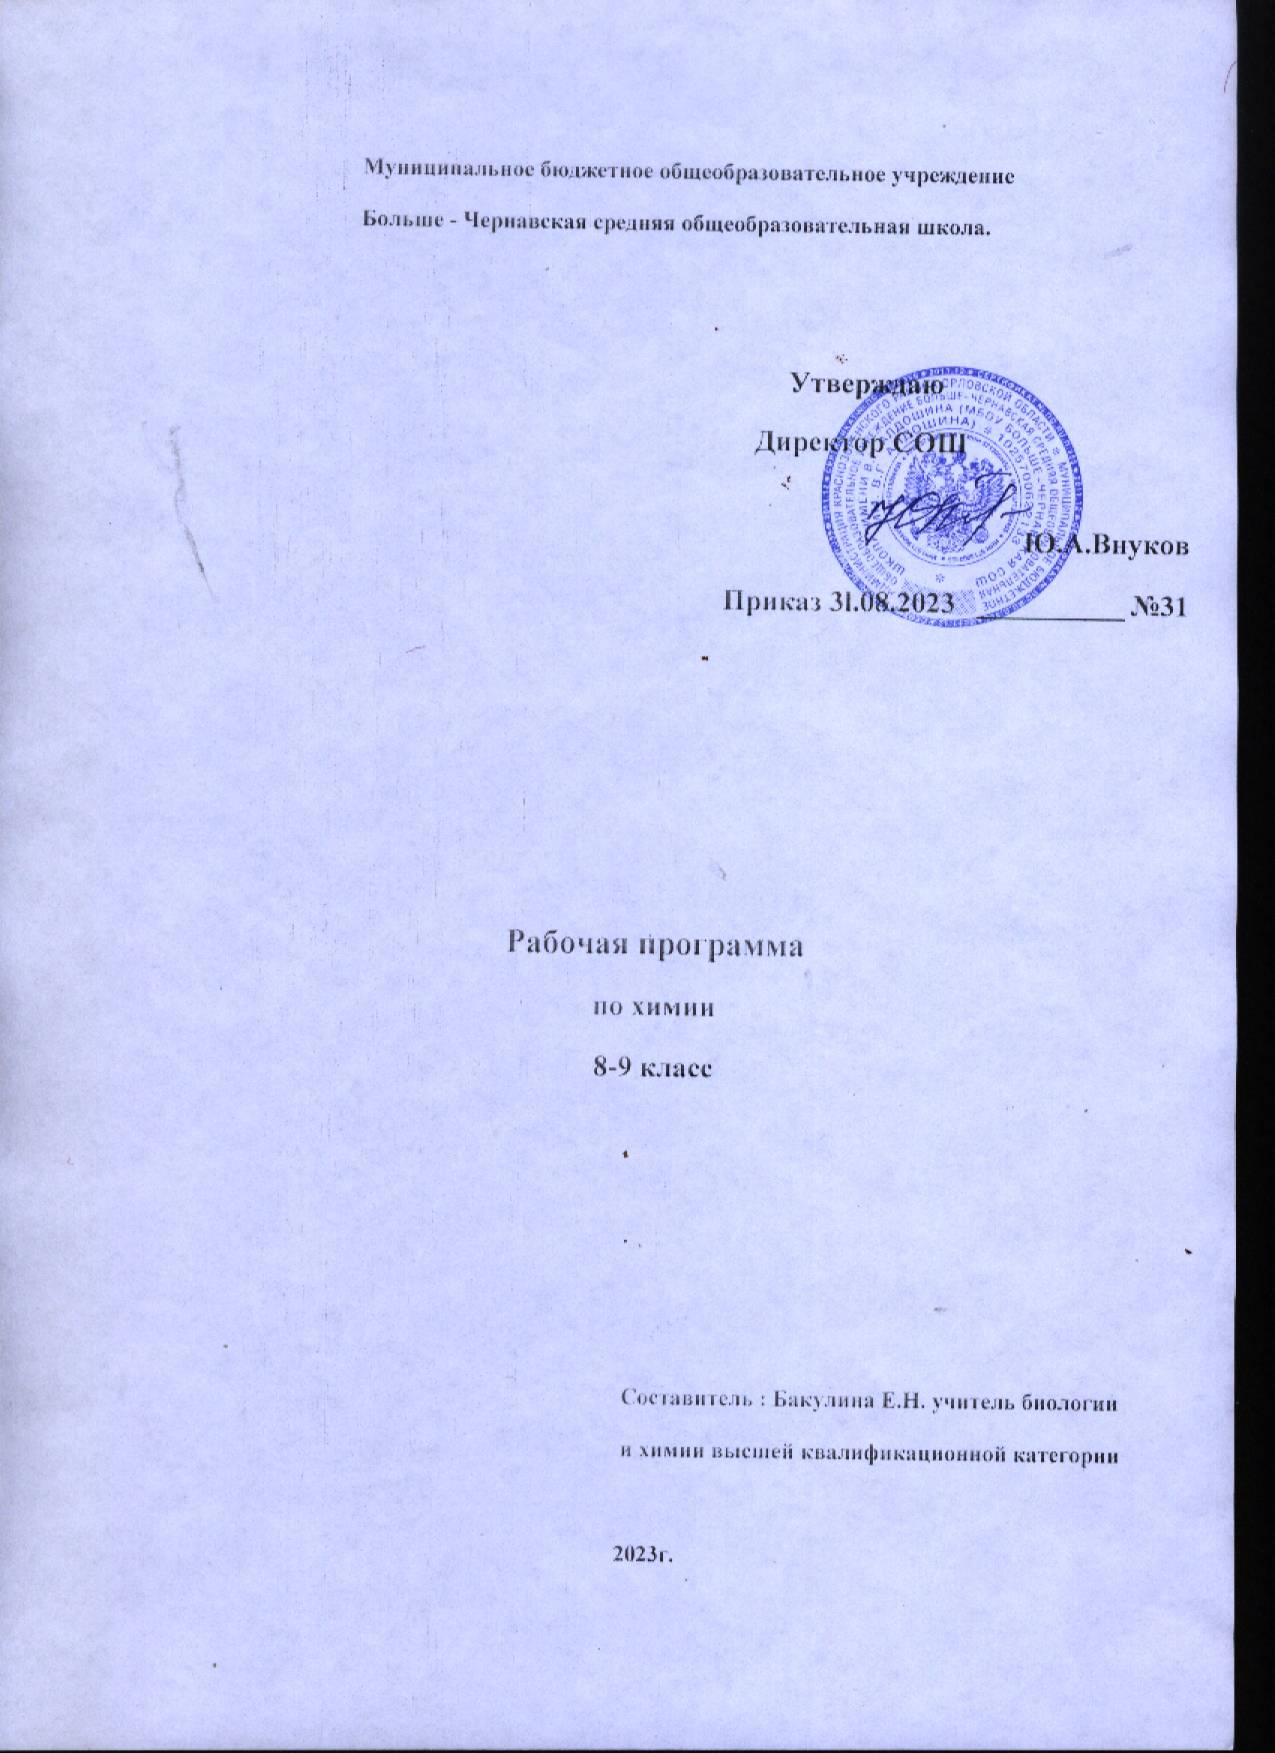 Муниципальное бюджетное общеобразовательное учреждение
Больше - Чернавская средняя общеобразовательная школа.
Утверждаю
Директор СОШ
Ю.А.Внуков
Приказ 31.08.2023 ___________ №31
Рабочая программа
по химии
8-9 класс
Составитель : Бакулина Е.Н. учитель биологии
и химии высшей квалификационной категории
2023г.